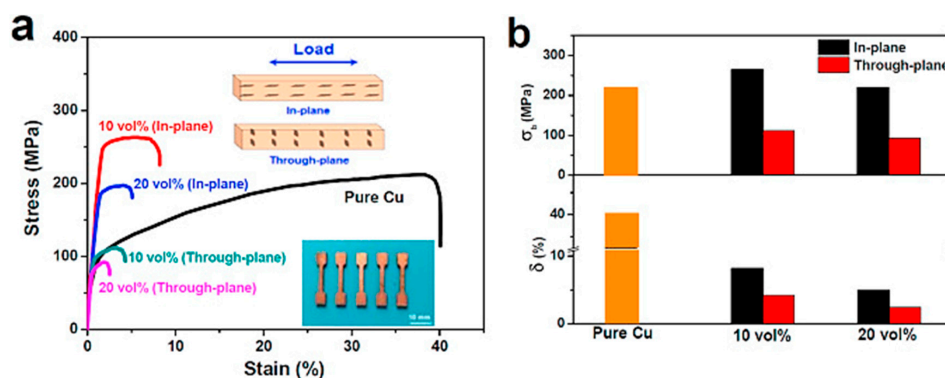 a
400
300
200
100
0
Stress (MPa)
0
10
20
30
40
Stain (%)
Load
In-plane
Through-plane
10 vol% (In-plane)
20 vol% (In-plane)
Pure Cu
10 vol% (Through-plane)
20 vol% (Through-plane)
10 mm
b
In-plane
Through-plane
300
200
100
0
σb (MPa)
40
10
0
δ (%)
Pure Cu
10 vol%
20 vol%